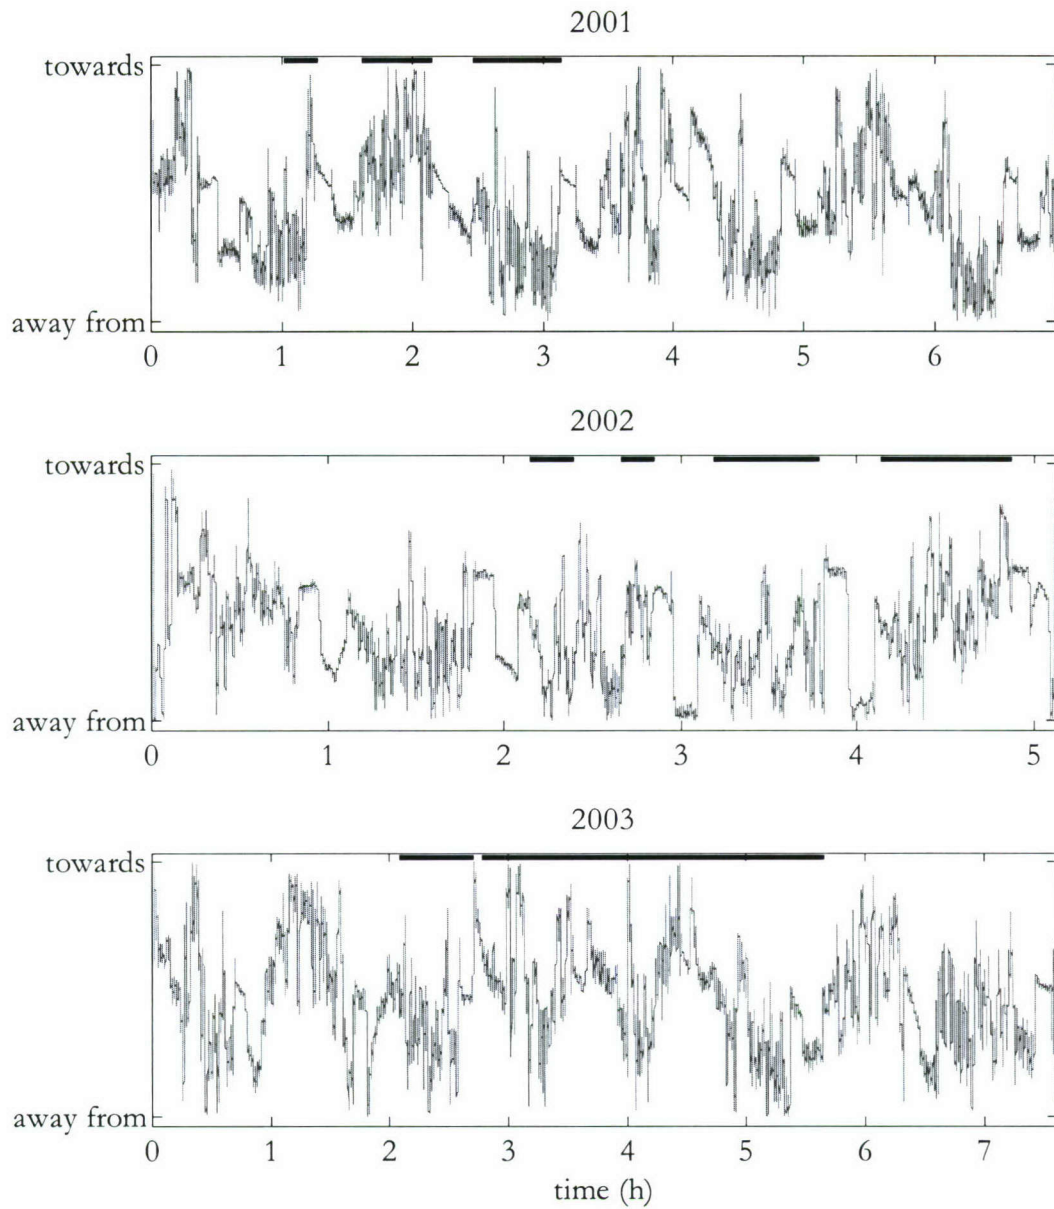 2001
towards
away from
0 1 2 3 4 5 6
2002
towards
away from
0 1 2 3 4 5
2003
towards
away from
0 1 2 3 4 5 6 7
time (h)